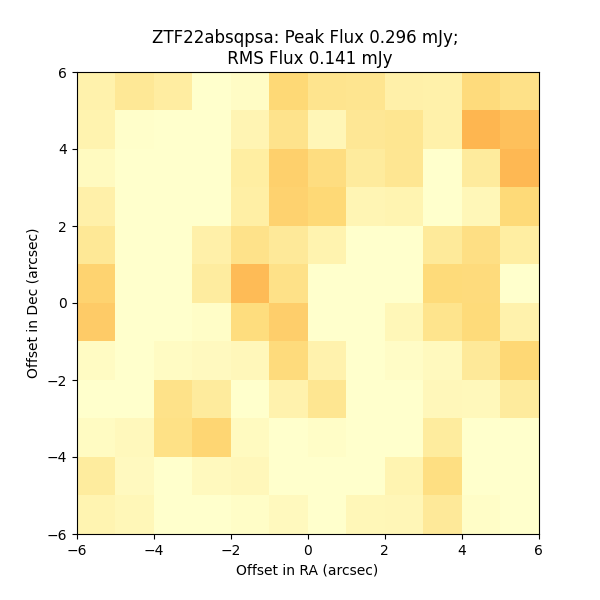 ZTF22absqpsa: Peak Flux 0.296 mJy;
RMS Flux 0.141 mJy
6
4
2
0
−2
−4
−6
Offset in Dec (arcsec)
−6 −4 −2 0 2 4 6
Offset in RA (arcsec)